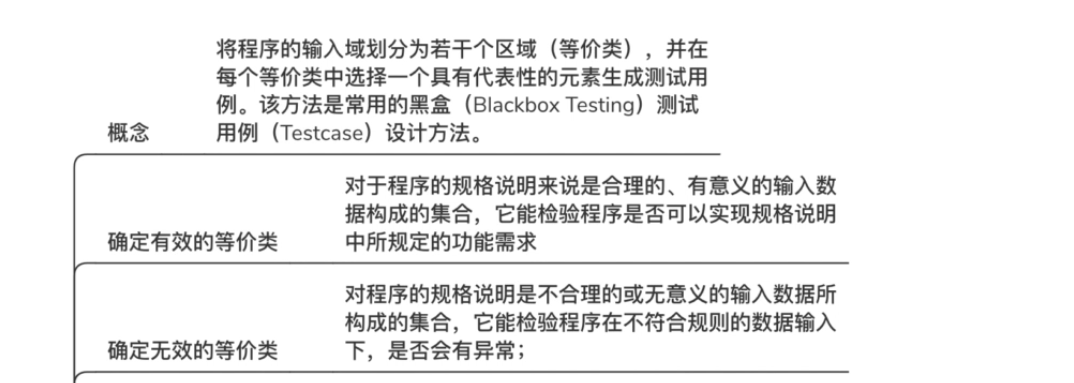 将程序的输入域划分为若干个区域（等价类），并在
每个等价类中选择一个具有代表性的元素生成测试用
例。该方法是常用的黑盒（Blackbox Testing）测试
概念 用例（Testcase）设计方法。
对于程序的规格说明来说是合理的、有意义的输入数
据构成的集合，它能检验程序是否可以实现规格说明
确定有效的等价类 中所规定的功能需求
对程序的规格说明是不合理的或无意义的输入数据所
构成的集合，它能检验程序在不符合规则的数据输入
确定无效的等价类 下，是否会有异常；